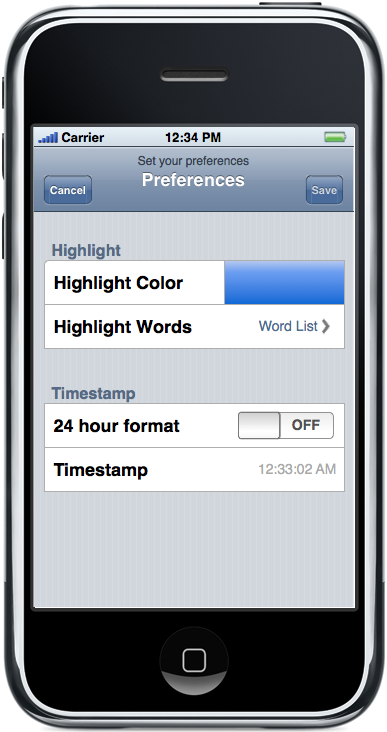 Carrier 12:34 PM
Set your preferences
Cancel Preferences Save
Highlight
Highlight Color
Highlight Words Word List
Timestamp
24 hour format OFF
Timestamp 12:33:02 AM